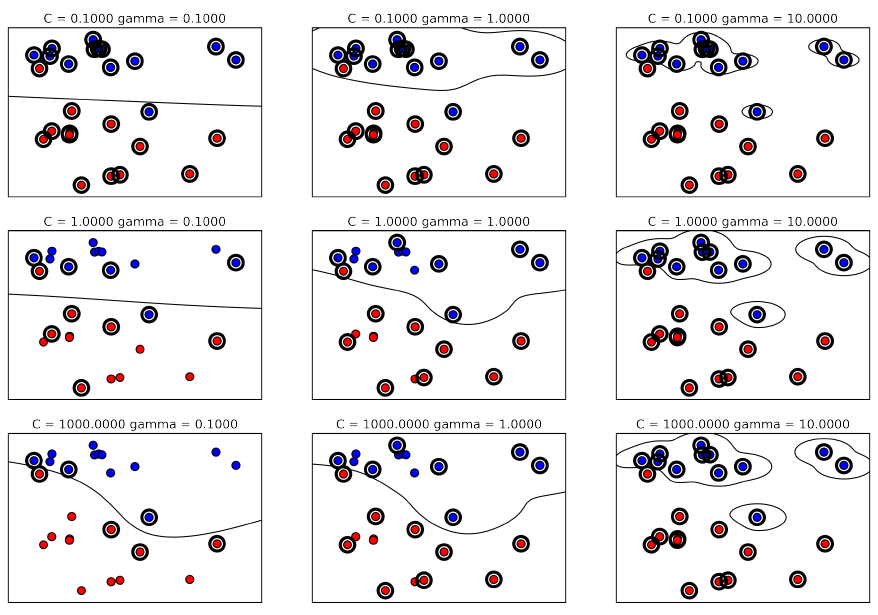 C = 0.1000 gamma = 0.1000
C = 0.1000 gamma = 1.0000
C = 0.1000 gamma = 10.0000
C = 1.0000 gamma = 0.1000
C = 1.0000 gamma = 1.0000
C = 1.0000 gamma = 10.0000
C = 1000.0000 gamma = 0.1000
C = 1000.0000 gamma = 1.0000
C = 1000.0000 gamma = 10.0000